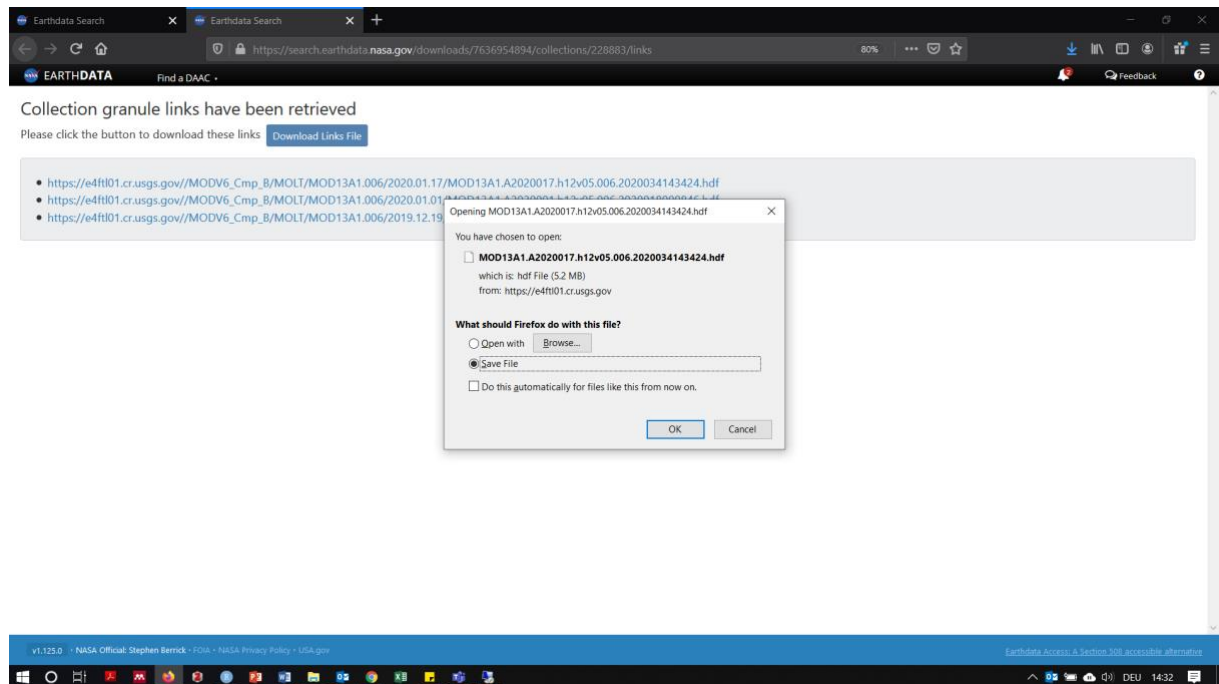 Earthdata Search
Earthdata Search
https://search.earthdata.nasa.gov/downloads/7636954894/collections/228883/links
80%
EARTHDATA
Find a DAAC
Feedback
Collection granule links have been retrieved
Please click the button to download these links
Download Links File
• https://e4ftl01.cr.usgs.gov//MODV6_Cmp_B/MOLT/MOD13A1.006/2020.01.17/MOD13A1.A2020017.h12v05.006.2020034143424.hdf
• https://e4ftl01.cr.usgs.gov//MODV6_Cmp_B/MOLT/MOD13A1.006/2020.01.01
• https://e4ftl01.cr.usgs.gov//MODV6_Cmp_B/MOLT/MOD13A1.006/2019.12.19
Opening MOD13A1.A2020017.h12v05.006.2020034143424.hdf
You have chosen to open:
MOD13A1.A2020017.h12v05.006.2020034143424.hdf
which is: hdf File (5.2 MB)
from: https://e4ftl01.cr.usgs.gov
What should Firefox do with this file?
Open with Browse...
Save File
Do this automatically for files like this from now on.
OK Cancel
v1.125.0 • NASA Official: Stephen Berrick • FOIA • NASA Privacy Policy • USA.gov
Earthdata Access: A Section 508 accessible alternative
DEU 14:32